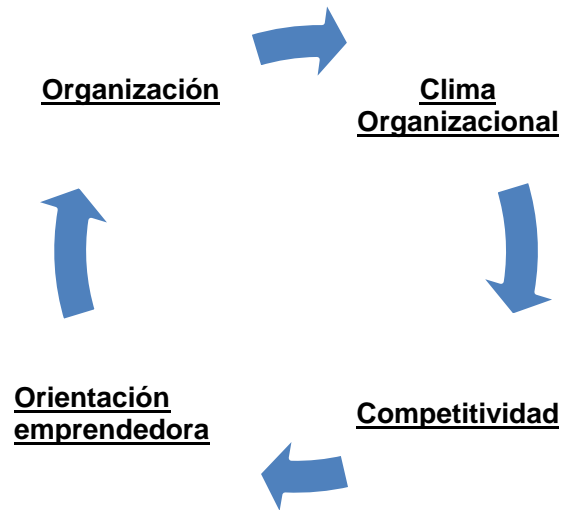 Organización
Clima
Organizacional
Orientación
emprendedora
Competitividad